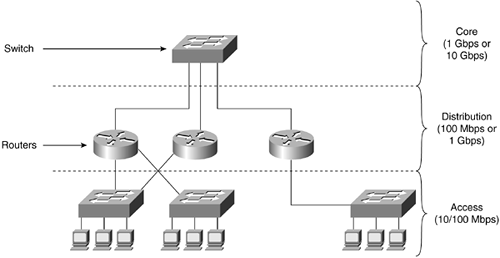 Switch
Core
(1 Gbps or
10 Gbps)
Routers
Distribution
(100 Mbps or
1 Gbps)
Access
(10/100 Mbps)